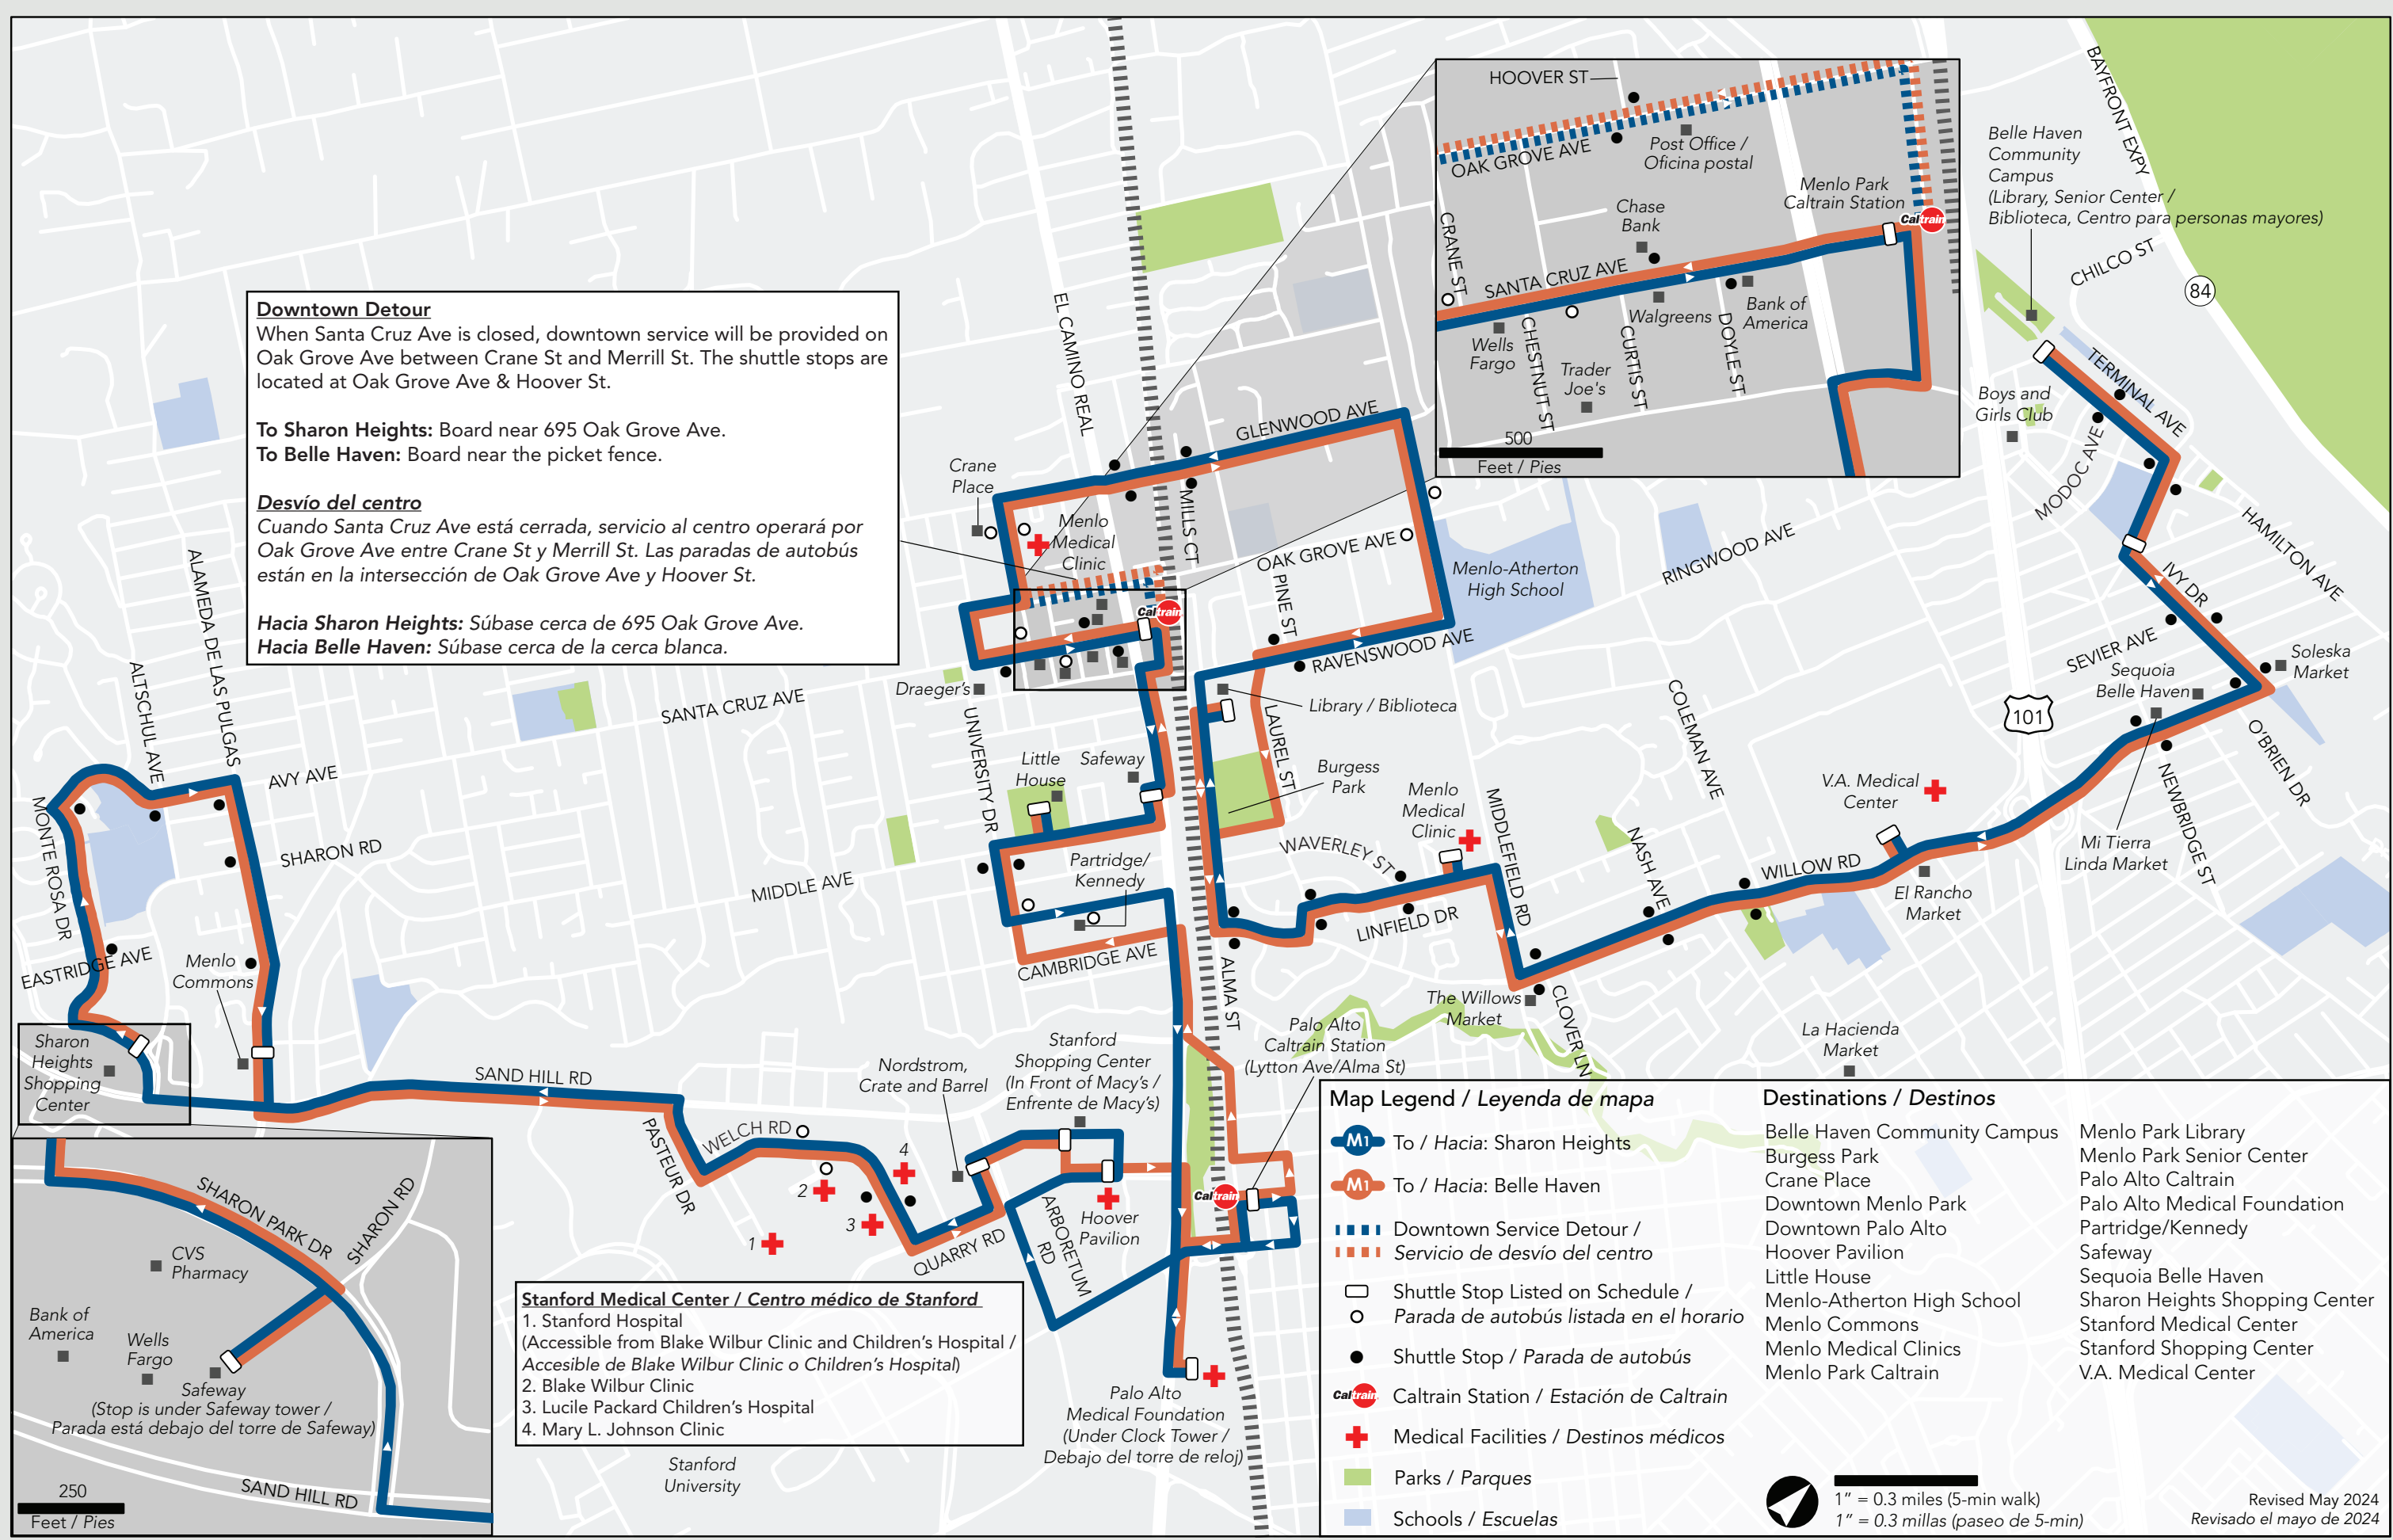 Downtown Detour
When Santa Cruz Ave is closed, downtown service will be provided on
Oak Grove Ave between Crane St and Merrill St. The shuttle stops are
located at Oak Grove Ave & Hoover St.
To Sharon Heights: Board near 695 Oak Grove Ave.
To Belle Haven: Board near the picket fence.
Desvío del centro
Cuando Santa Cruz Ave está cerrada, servicio al centro operará por
Oak Grove Ave entre Crane St y Merrill St. Las paradas de autobús
están en la intersección de Oak Grove Ave y Hoover St.
Hacia Sharon Heights: Súbase cerca de 695 Oak Grove Ave.
Hacia Belle Haven: Súbase cerca de la cerca blanca.
HOOVER ST
OAK GROVE AVE
Post Office /
Oficina postal
CRANE ST
Chase
Bank
Menlo Park
Caltrain Station
Caltrain
SANTA CRUZ AVE
Wells
Fargo
CHESTNUT ST
Trader
Joe's
Walgreens
CURTIS ST
DOYLE ST
Bank of
America
500
Feet / Pies
BAYFRONT EXPY
Belle Haven
Community
Campus
(Library, Senior Center /
Biblioteca, Centro para personas mayores)
CHILCO ST
84
TERMINAL AVE
Boys and
Girls Club
MODOC AVE
HAMILTON AVE
IVY DR
SEVIER AVE
Sequoia
Belle Haven
Soleska
Market
O'BRIEN DR
NEWBRIDGE ST
Mi Tierra
Linda Market
101
EL CAMINO REAL
GLENWOOD AVE
Crane
Place
Menlo
Medical
Clinic
MILLS CT
OAK GROVE AVE
PINE ST
Menlo-Atherton
High School
RINGWOOD AVE
Caltrain
RAVENSWOOD AVE
Draeger's
Library / Biblioteca
LAUREL ST
Burgess
Park
COLEMAN AVE
SANTA CRUZ AVE
UNIVERSITY DR
Little
House
Safeway
Menlo
Medical
Clinic
MIDDLEFIELD RD
WAVERLEY ST
LINFIELD DR
NASH AVE
WILLOW RD
V.A. Medical
Center
El Rancho
Market
ALAMEDA DE LAS PULGAS
ALTSCHUL AVE
AVY AVE
MONTE ROSA DR
SHARON RD
MIDDLE AVE
Partridge/
Kennedy
CAMBRIDGE AVE
EASTRIDGE AVE
Menlo
Commons
ALMA ST
The Willows
Market
CLOVER LN
La Hacienda
Market
Sharon
Heights
Shopping
Center
SAND HILL RD
Nordstrom,
Crate and Barrel
Stanford
Shopping Center
(In Front of Macy's /
Enfrente de Macy's)
Palo Alto
Caltrain Station
(Lytton Ave/Alma St)
PASTEUR DR
WELCH RD
1
2
3
4
QUARRY RD
ARBORETUM
RD
Hoover
Pavilion
Caltrain
Palo Alto
Medical Foundation
(Under Clock Tower /
Debajo del torre de reloj)
Stanford
University
SHARON PARK DR
SHARON RD
CVS
Pharmacy
Bank of
America
Wells
Fargo
Safeway
(Stop is under Safeway tower /
Parada está debajo del torre de Safeway)
SAND HILL RD
250
Feet / Pies
Stanford Medical Center / Centro médico de Stanford
1. Stanford Hospital
(Accessible from Blake Wilbur Clinic and Children's Hospital /
Accesible de Blake Wilbur Clinic o Children's Hospital)
2. Blake Wilbur Clinic
3. Lucile Packard Children's Hospital
4. Mary L. Johnson Clinic
Map Legend / Leyenda de mapa
M1 To / Hacia: Sharon Heights
M1 To / Hacia: Belle Haven
Downtown Service Detour /
Servicio de desvío del centro
Shuttle Stop Listed on Schedule /
Parada de autobús listada en el horario
Shuttle Stop / Parada de autobús
Caltrain Caltrain Station / Estación de Caltrain
Medical Facilities / Destinos médicos
Parks / Parques
Schools / Escuelas
Destinations / Destinos
Belle Haven Community Campus
Burgess Park
Crane Place
Downtown Menlo Park
Downtown Palo Alto
Hoover Pavilion
Little House
Menlo-Atherton High School
Menlo Commons
Menlo Medical Clinics
Menlo Park Caltrain
Menlo Park Library
Menlo Park Senior Center
Palo Alto Caltrain
Palo Alto Medical Foundation
Partridge/Kennedy
Safeway
Sequoia Belle Haven
Sharon Heights Shopping Center
Stanford Medical Center
Stanford Shopping Center
V.A. Medical Center
1" = 0.3 miles (5-min walk)
1" = 0.3 millas (paseo de 5-min)
Revised May 2024
Revisado el mayo de 2024